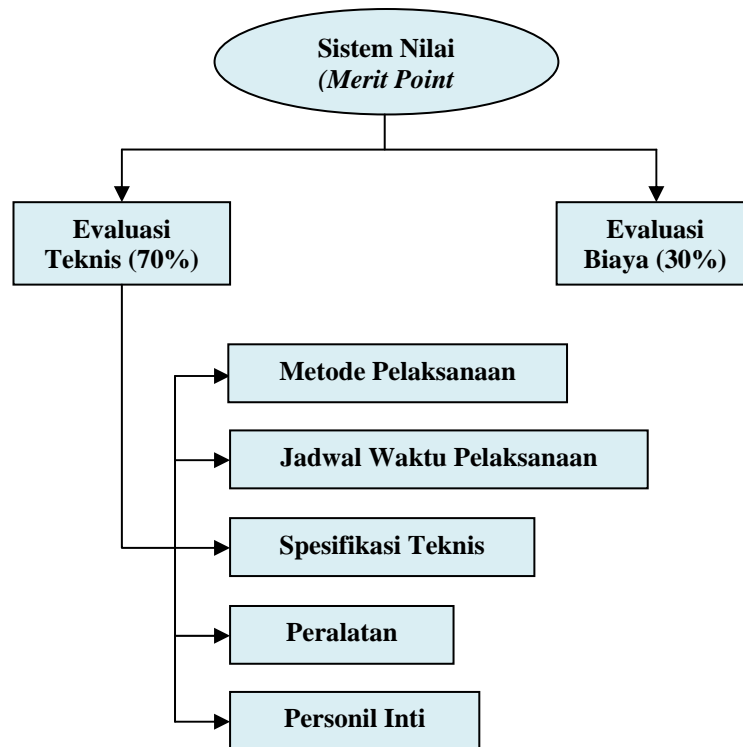 Sistem Nilai
(Merit Point
Evaluasi
Teknis (70%)
Evaluasi
Biaya (30%)
Metode Pelaksanaan
Jadwal Waktu Pelaksanaan
Spesifikasi Teknis
Peralatan
Personil Inti